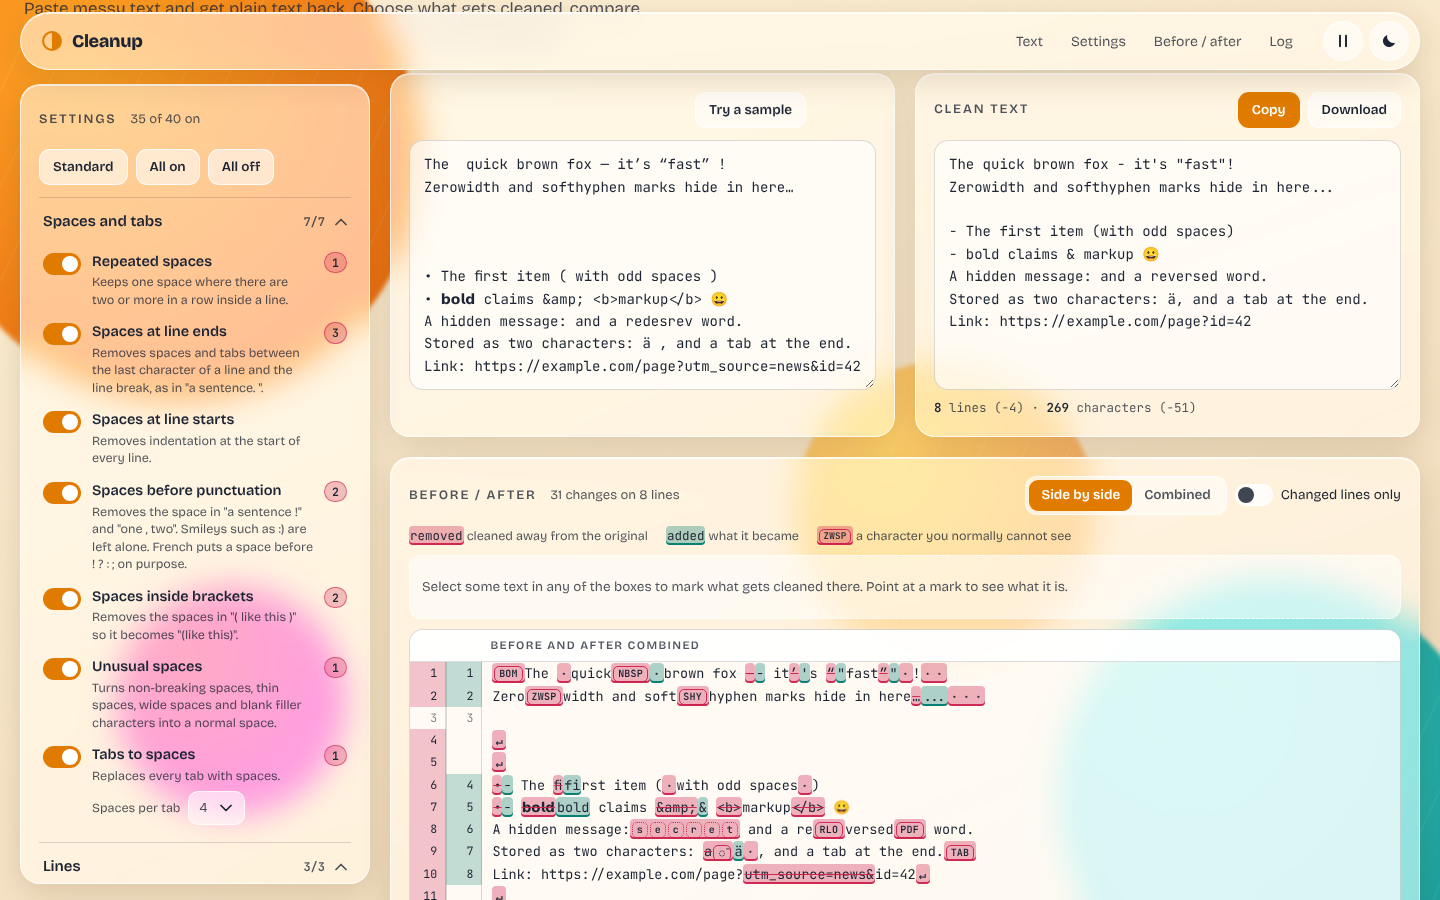 Paste messy text and get plain text back. Choose what gets cleaned, compare
Cleanup
Text Settings Before / after Log
SETTINGS 35 of 40 on
Standard All on All off
Spaces and tabs 7/7
Repeated spaces 1
Keeps one space where there are
two or more in a row inside a line.
Spaces at line ends 3
Removes spaces and tabs between
the last character of a line and the
line break, as in "a sentence. ".
Spaces at line starts
Removes indentation at the start of
every line.
Spaces before punctuation 2
Removes the space in "a sentence !"
and "one , two". Smileys such as :) are
left alone. French puts a space before
! ? : ; on purpose.
Spaces inside brackets 2
Removes the spaces in "( like this )"
so it becomes "(like this)".
Unusual spaces 1
Turns non-breaking spaces, thin
spaces, wide spaces and blank filler
characters into a normal space.
Tabs to spaces 1
Replaces every tab with spaces.
Spaces per tab 4
Lines 3/3
Try a sample
The  quick brown fox — it’s “fast” !
Zerowidth and softhyphen marks hide in here…
• The ﬁrst item ( with odd spaces )
• 𝗯𝗼𝗹𝗱 claims &amp; <b>markup</b> 😀
A hidden message: and a redesrev word.
Stored as two characters: ä , and a tab at the end.
Link: https://example.com/page?utm_source=news&id=42
CLEAN TEXT
Copy Download
The quick brown fox - it's "fast"!
Zerowidth and softhyphen marks hide in here...
- The first item (with odd spaces)
- bold claims & markup 😀
A hidden message: and a reversed word.
Stored as two characters: ä, and a tab at the end.
Link: https://example.com/page?id=42
8 lines (-4) · 269 characters (-51)
BEFORE / AFTER 31 changes on 8 lines
Side by side Combined Changed lines only
removed cleaned away from the original added what it became ZWSP a character you normally cannot see
Select some text in any of the boxes to mark what gets cleaned there. Point at a mark to see what it is.
BEFORE AND AFTER COMBINED
1 1 BOM The ·quick NBSP · brown fox —- it’'s “"fast”"·!··
2 2 Zero ZWSP width and soft SHY hyphen marks hide in here…...···
3 3
4 ↵
5 ↵
6 4 •- The ﬁfirst item (·with odd spaces·)
7 5 •- 𝗯𝗼𝗹𝗱bold claims &amp;& <b>markup</b> 😀
8 6 A hidden message: s e c r e t and a re RLO versed PDF word.
9 7 Stored as two characters: a◌̈ä·, and a tab at the end. TAB
10 8 Link: https://example.com/page?utm_source=news&id=42↵
11 ↵